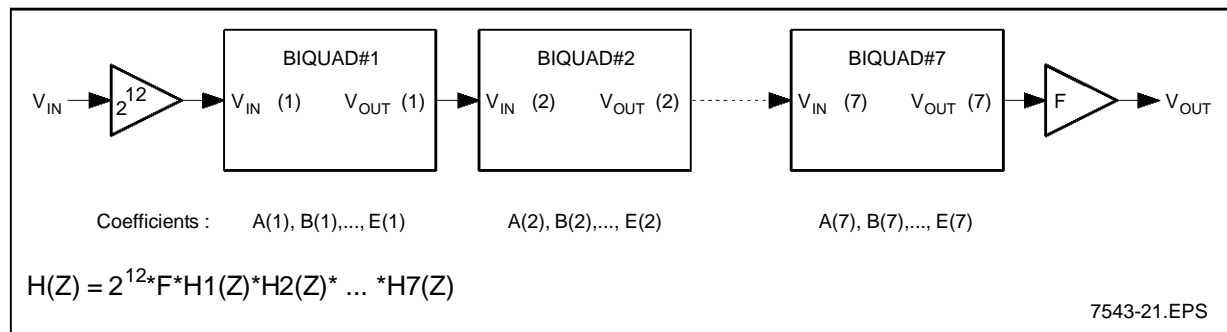 BIQUAD#1 BIQUAD#2 BIQUAD#7
V_IN 2^12 V_IN (1) V_OUT (1) V_IN (2) V_OUT (2) V_IN (7) V_OUT (7) F V_OUT
Coefficients : A(1), B(1),..., E(1) A(2), B(2),..., E(2) A(7), B(7),..., E(7)
H(Z) = 2^12*F*H1(Z)*H2(Z)* ... *H7(Z)
7543-21.EPS